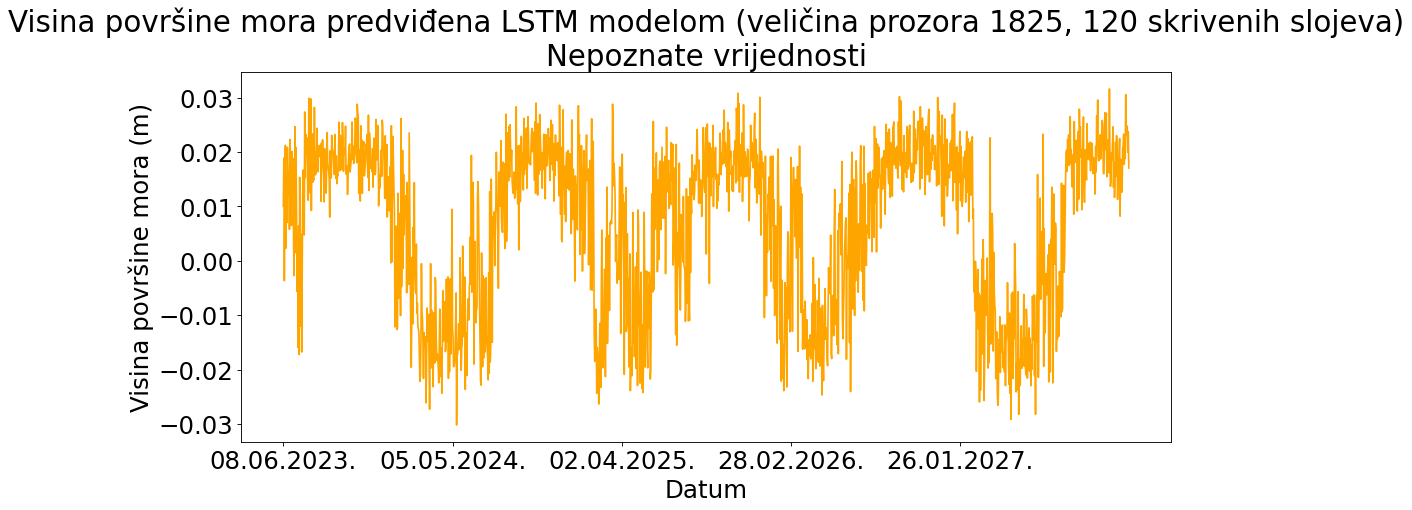 Visina površine mora predviđena LSTM modelom (veličina prozora 1825, 120 skrivenih slojeva)
Nepoznate vrijednosti
Visina površine mora (m)
0.03
0.02
0.01
0.00
−0.01
−0.02
−0.03
08.06.2023. 05.05.2024. 02.04.2025. 28.02.2026. 26.01.2027.
Datum